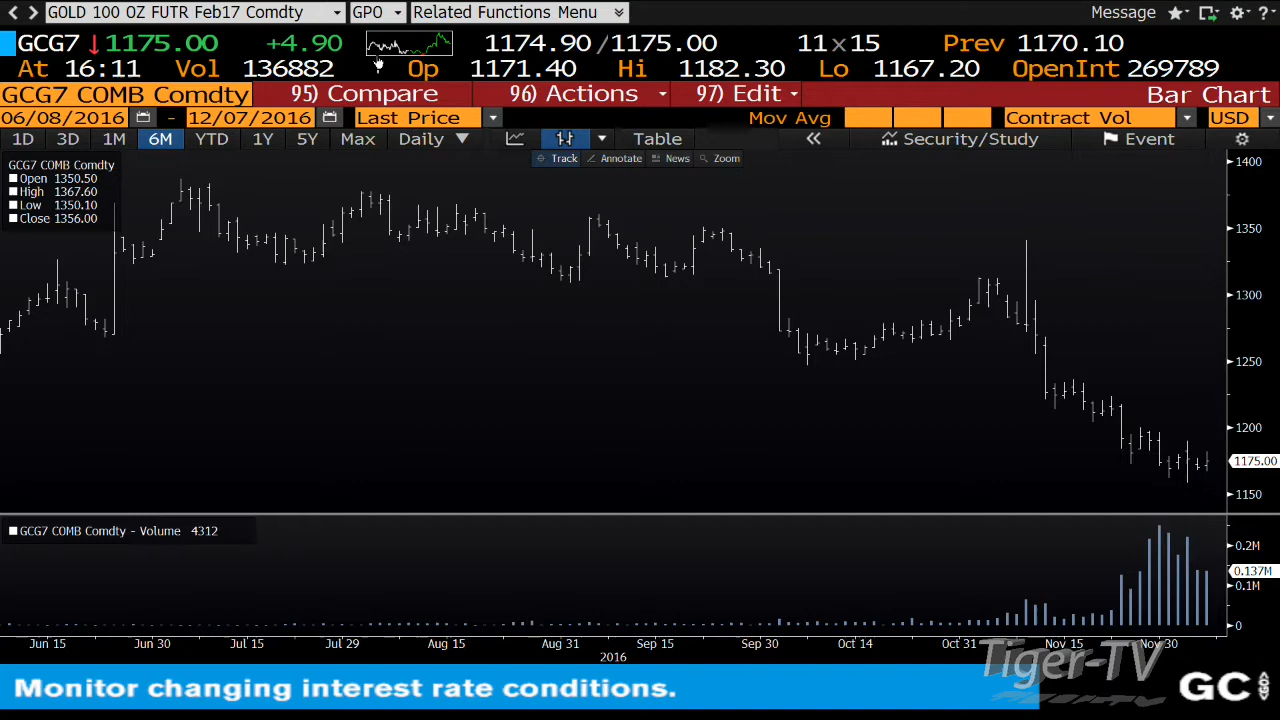 GOLD 100 OZ FUTR Feb17 Comdty GPO Related Functions Menu Message ?
GCG7 1175.00 +4.90 1174.90/1175.00 11x15 Prev 1170.10
At 16:11 Vol 136882 Op 1171.40 Hi 1182.30 Lo 1167.20 OpenInt 269789
GCG7 COMB Comdty 95) Compare 96) Actions 97) Edit Bar Chart
06/08/2016 - 12/07/2016 Last Price Mov Avg Contract Vol USD
1D 3D 1M 6M YTD 1Y 5Y Max Daily Table Security/Study Event
Track Annotate News Zoom
GCG7 COMB Comdty
Open 1350.50
High 1367.60
Low 1350.10
Close 1356.00
1400
1350
1300
1250
1200
1175.00
1150
GCG7 COMB Comdty - Volume 4312
0.2M
0.137M
0.1M
0
Jun 15 Jun 30 Jul 15 Jul 29 Aug 15 Aug 31 Sep 15 Sep 30 Oct 14 Oct 31 Nov 15 Nov 30
2016
Tiger-TV
Monitor changing interest rate conditions.
GC